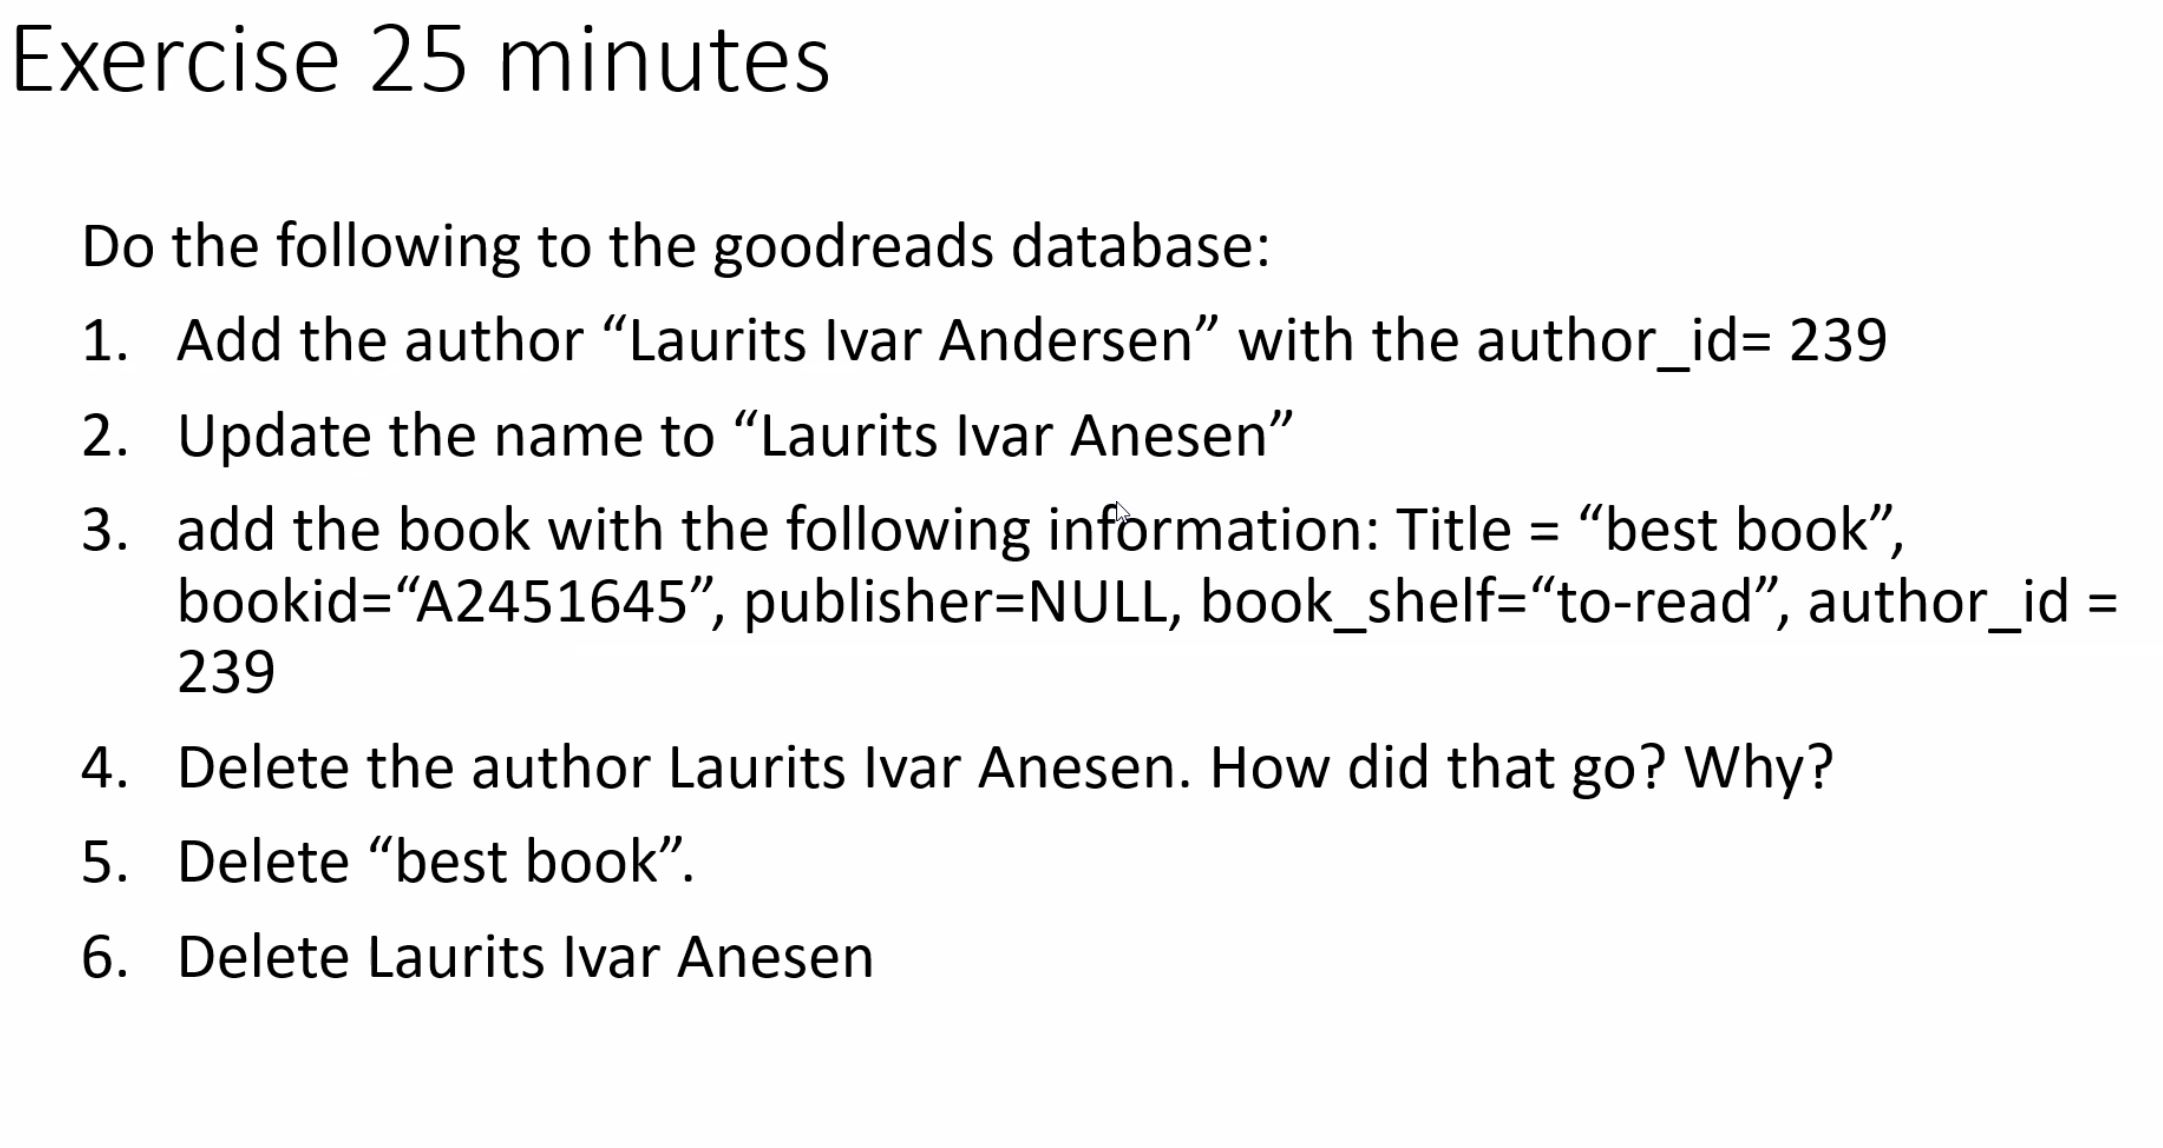 Exercise 25 minutes
Do the following to the goodreads database:
1. Add the author “Laurits Ivar Andersen” with the author_id= 239
2. Update the name to “Laurits Ivar Anesen”
3. add the book with the following information: Title = “best book”,
bookid=“A2451645”, publisher=NULL, book_shelf=“to-read”, author_id =
239
4. Delete the author Laurits Ivar Anesen. How did that go? Why?
5. Delete “best book”.
6. Delete Laurits Ivar Anesen